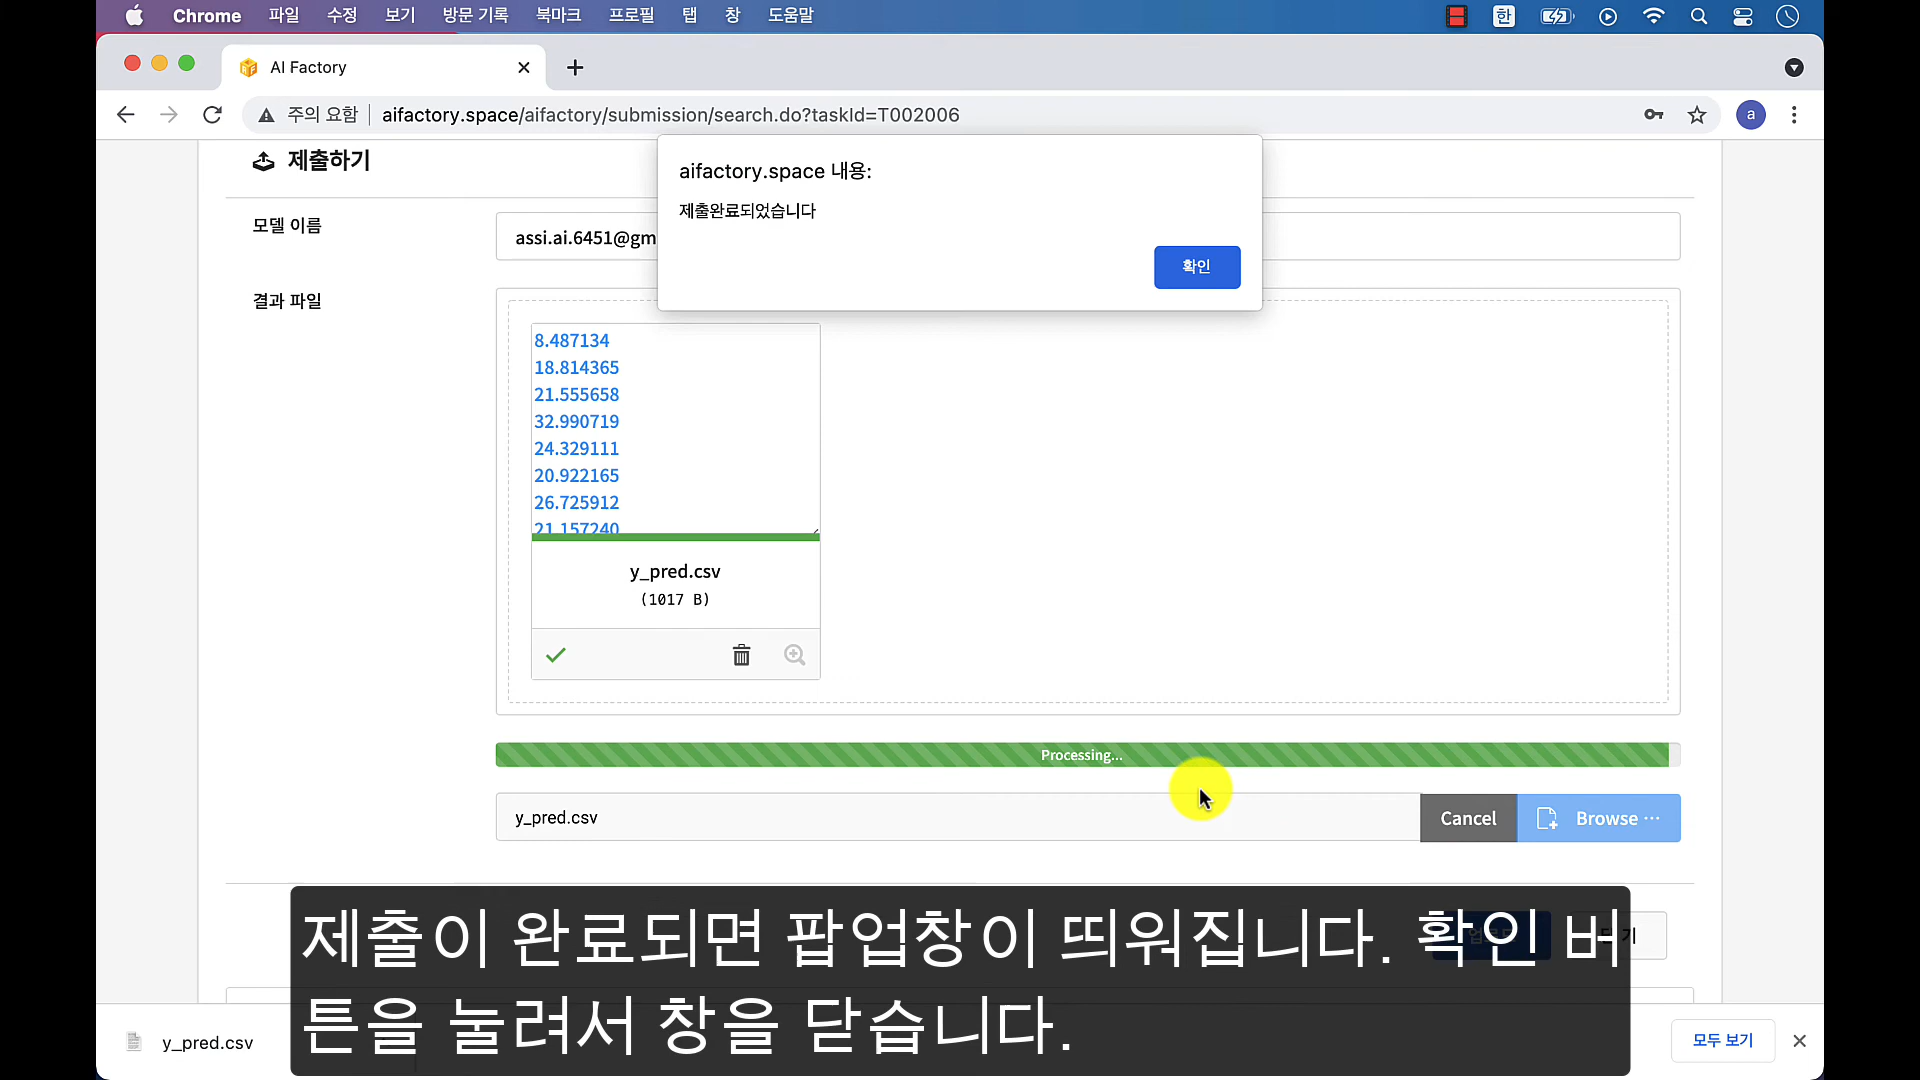 Chrome 파일 수정 보기 방문 기록 북마크 프로필 탭 창 도움말 한
AI Factory
주의 요함 aifactory.space/aifactory/submission/search.do?taskId=T002006 a
제출하기
aifactory.space 내용:
제출완료되었습니다
확인
모델 이름
assi.ai.6451@gm
결과 파일
8.487134
18.814365
21.555658
32.990719
24.329111
20.922165
26.725912
21.157240
y_pred.csv
(1017 B)
Processing...
y_pred.csv
Cancel
Browse ...
제출이 완료되면 팝업창이 띄워집니다. 확인 버
튼을 눌려서 창을 닫습니다.
y_pred.csv
모두 보기